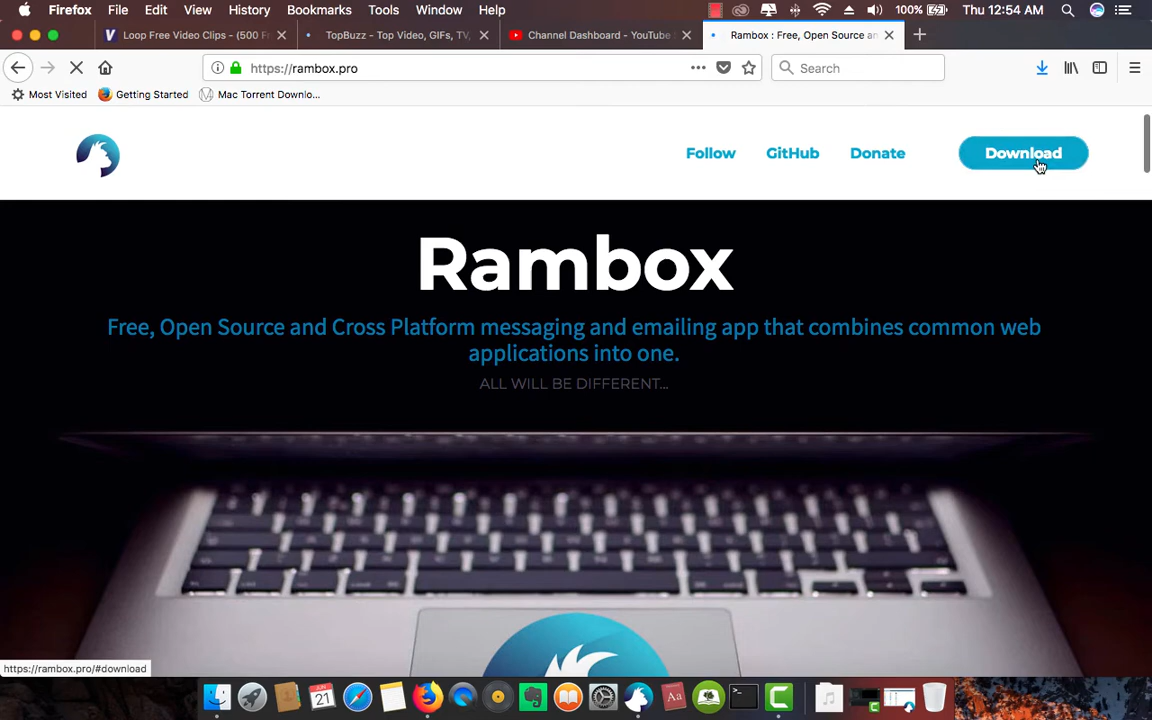 Firefox File Edit View History Bookmarks Tools Window Help 100% Thu 12:54 AM
Loop Free Video Clips - (500 F TopBuzz - Top Video, GIFs, TV, Channel Dashboard - YouTube Rambox : Free, Open Source an
https://rambox.pro Search
Most Visited Getting Started Mac Torrent Downlo...
Follow GitHub Donate Download
Rambox
Free, Open Source and Cross Platform messaging and emailing app that combines common web
applications into one.
ALL WILL BE DIFFERENT...
https://rambox.pro/#download
JUN
21
Aa